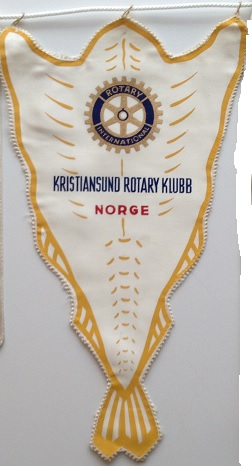 ROTARY
INTERNATIONAL
KRISTIANSUND ROTARY KLUBB
NORGE